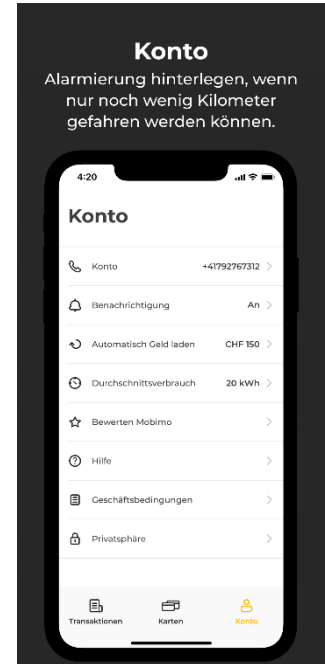 Konto
Alarmierung hinterlegen, wenn
nur noch wenig Kilometer
gefahren werden können.
4:20
Konto
Konto +41792767312
Benachrichtigung An
Automatisch Geld laden CHF 150
Durchschnittsverbrauch 20 kWh
Bewerten Mobimo
Hilfe
Geschäftsbedingungen
Privatsphäre
Transaktionen Karten Konto